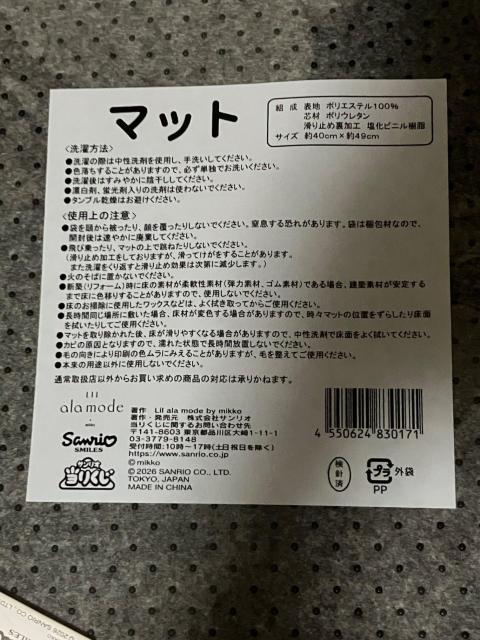 マット
組 成 表地 ポリエステル100%
芯材 ポリウレタン
滑り止め裏加工 塩化ビニル樹脂
サイズ 約40cm×約49cm
<洗濯方法>
●洗濯の際は中性洗剤を使用し、手洗いしてください。
●色落ちすることがありますので、必ず単独でお洗いください。
●洗濯後はすみやかに陰干ししてください。
●漂白剤、蛍光剤入りの洗剤は使わないでください。
●タンブル乾燥はお避けください。
<使用上の注意>
●袋を頭から被ったり、顔を覆ったりしないでください。窒息する恐れがあります。袋は梱包材なので、
開封後は速やかに廃棄してください。
●飛び乗ったり、マットの上で跳ねたりしないでください。
(滑り止め加工をしておりますが、滑ってけがをすることがあります。
また洗濯をくり返すと滑り止め効果は次第に減少します。)
●火のそばに置かないでください。
●新築(リフォーム)時に床の素材が柔軟性素材(弾力素材、ゴム素材)である場合、建築素材が安定する
まで床に色移りすることがありますので、使用しないでください。
●床のお掃除に使用したワックスなどは、よく拭き取ってからご使用ください。
●長時間同じ場所に敷いた場合、床材が変色する場合がありますので、時々マットの位置をずらしたり床面
を拭いたりしてご使用ください。
●マットを取り除かれた後、床が滑りやすくなる場合がありますので、中性洗剤で床面をよく拭いてください。
●カビの原因となりますので、濡れた状態で長時間放置しないでください。
●毛の向きにより印刷の色ムラにみえることがありますが、毛を整えてご使用ください。
●本来の用途以外に使用しないでください。
通常取扱店以外からお買い求めの商品の対応は承りかねます。
Lil
ala mode
mikko
Sanrio
SMILES
サンリオ
当りくじ
著作 Lil ala mode by mikko
著作・発売元 株式会社サンリオ
当りくじに関するお問い合わせ先
〒141-8603 東京都品川区大崎1-11-1
03-3779-8148
受付時間:10時〜17時(土日祝日を除く)
https://www.sanrio.co.jp
©mikko
©2026 SANRIO CO., LTD.
TOKYO, JAPAN
MADE IN CHINA
4 550624 830171
検針済
プラ
外袋
PP
©2026 SANRIO CO., LTD.